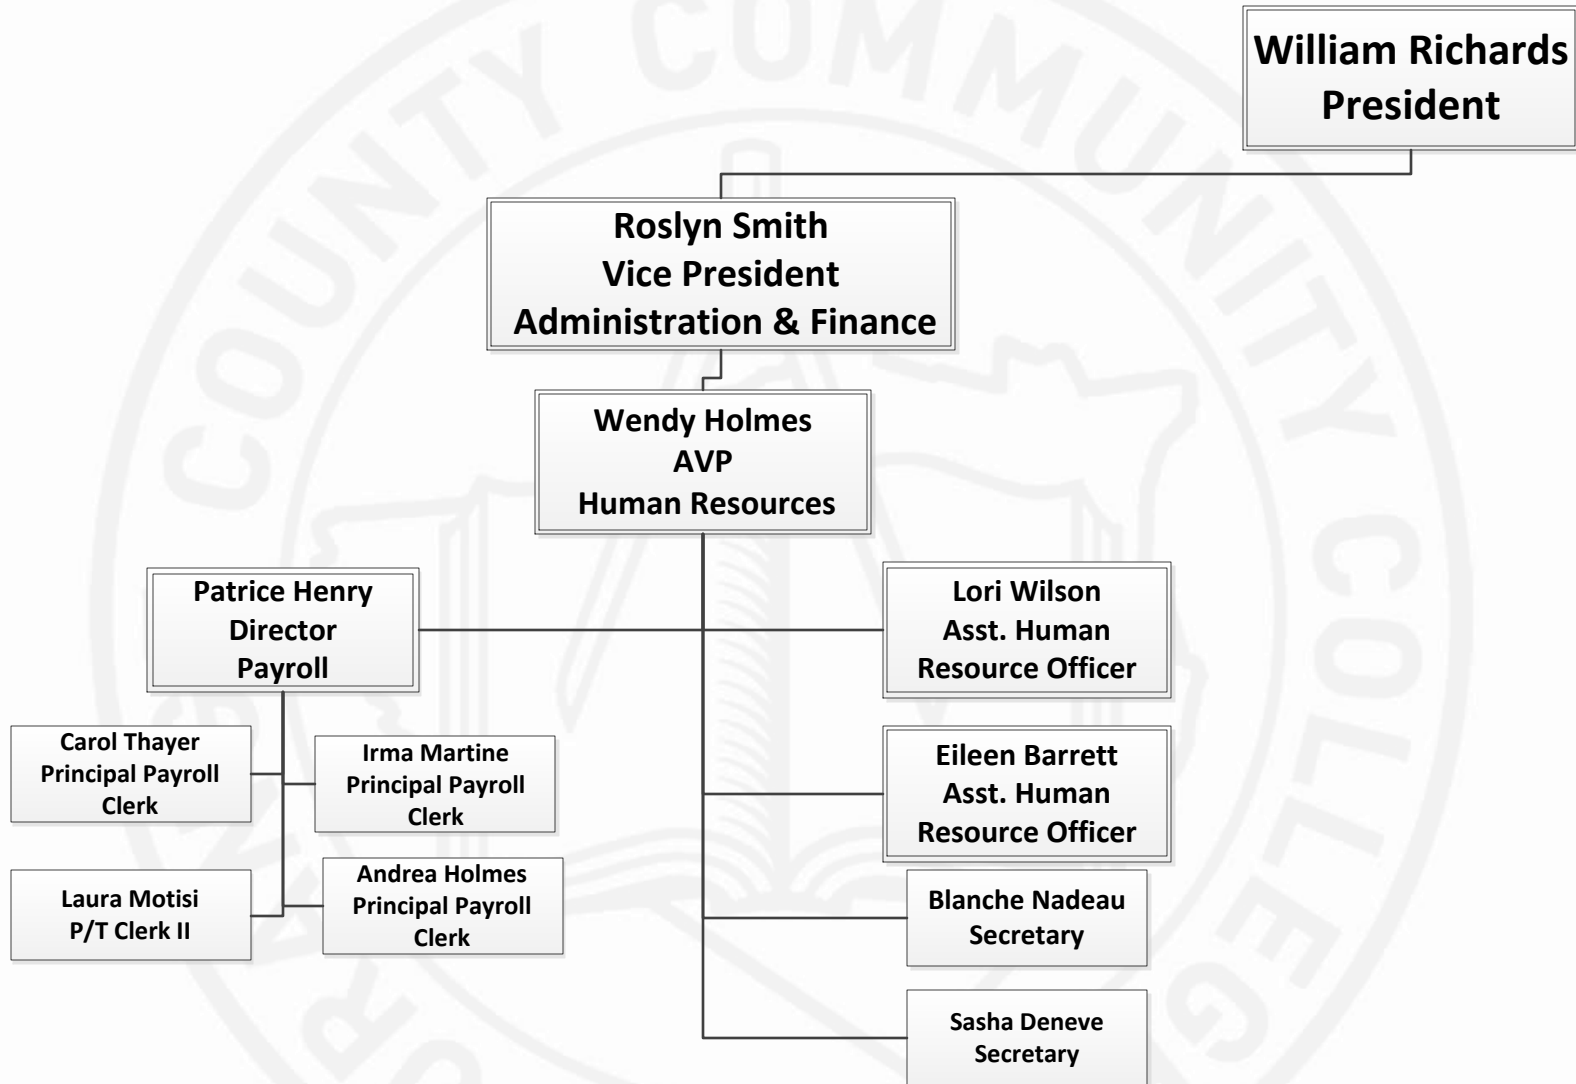 William Richards
President
Roslyn Smith
Vice President
Administration & Finance
Wendy Holmes
AVP
Human Resources
Patrice Henry
Director
Payroll
Lori Wilson
Asst. Human
Resource Officer
Carol Thayer
Principal Payroll
Clerk
Irma Martine
Principal Payroll
Clerk
Eileen Barrett
Asst. Human
Resource Officer
Laura Motisi
P/T Clerk II
Andrea Holmes
Principal Payroll
Clerk
Blanche Nadeau
Secretary
Sasha Deneve
Secretary
COUNTY COMMUNITY